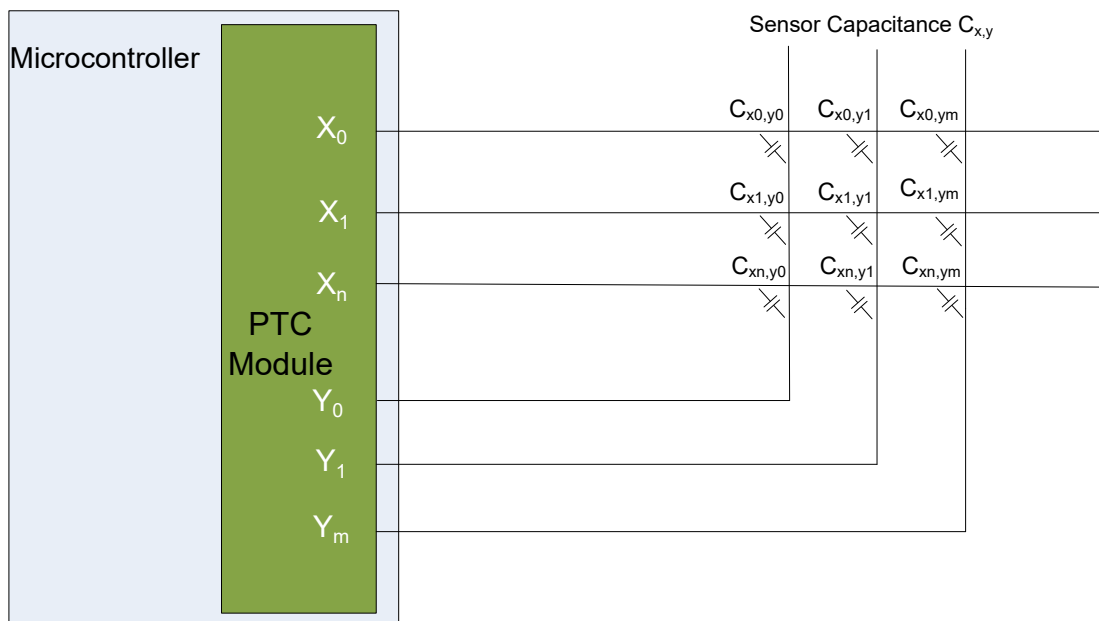 Sensor Capacitance Cx,y
Microcontroller
Cx0,y0 Cx0,y1 Cx0,ym
X0
Cx1,y0 Cx1,y1 Cx1,ym
X1
Cxn,y0 Cxn,y1 Cxn,ym
Xn
PTC
Module
Y0
Y1
Ym